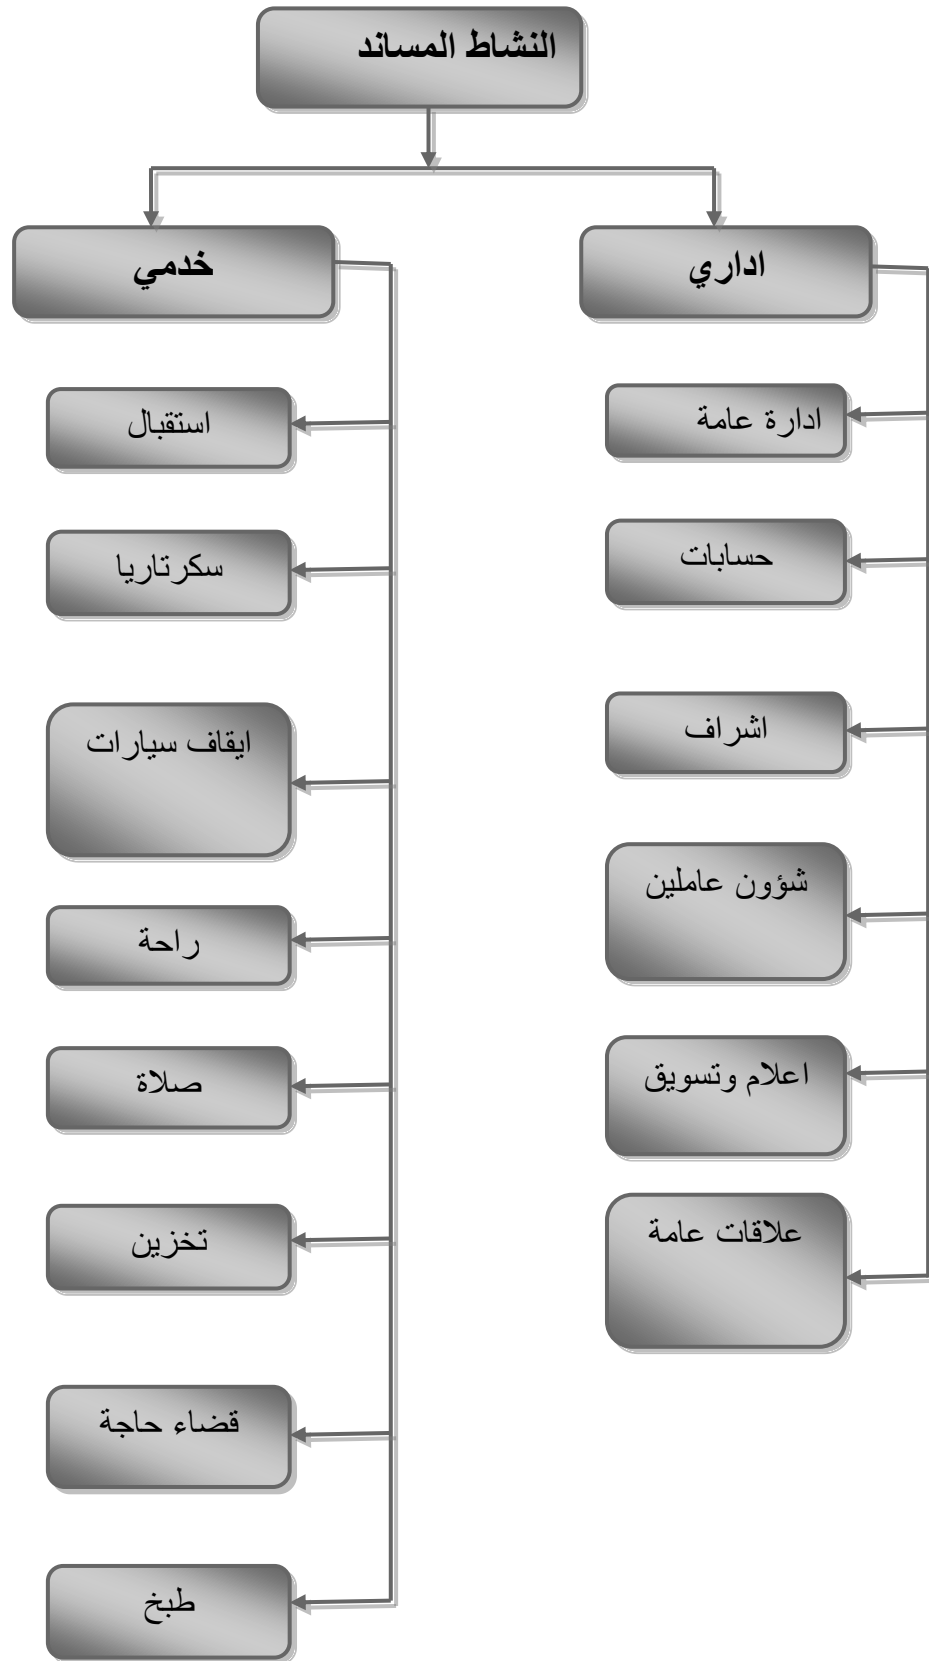 النشاط المساند
اداري
ادارة عامة
حسابات
اشراف
شؤون عاملين
اعلام وتسويق
علاقات عامة
خدمي
استقبال
سكرتاريا
ايقاف سيارات
راحة
صلاة
تخزين
قضاء حاجة
طبخ